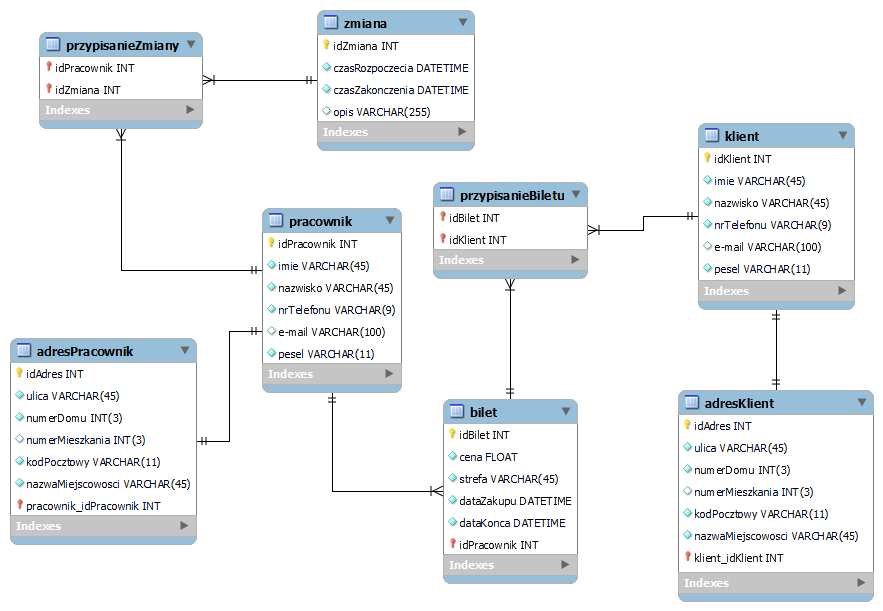 przypisanieZmiany
idPracownik INT
idZmiana INT
Indexes
zmiana
idZmiana INT
czasRozpoczecia DATETIME
czasZakonczenia DATETIME
opis VARCHAR(255)
Indexes
klient
idKlient INT
imie VARCHAR(45)
nazwisko VARCHAR(45)
nrTelefonu VARCHAR(9)
e-mail VARCHAR(100)
pesel VARCHAR(11)
Indexes
przypisanieBiletu
idBilet INT
idKlient INT
Indexes
pracownik
idPracownik INT
imie VARCHAR(45)
nazwisko VARCHAR(45)
nrTelefonu VARCHAR(9)
e-mail VARCHAR(100)
pesel VARCHAR(11)
Indexes
adresPracownik
idAdres INT
ulica VARCHAR(45)
numerDomu INT(3)
numerMieszkania INT(3)
kodPocztowy VARCHAR(11)
nazwaMiejscowosci VARCHAR(45)
pracownik_idPracownik INT
Indexes
bilet
idBilet INT
cena FLOAT
strefa VARCHAR(45)
dataZakupu DATETIME
dataKonca DATETIME
idPracownik INT
Indexes
adresKlient
idAdres INT
ulica VARCHAR(45)
numerDomu INT(3)
numerMieszkania INT(3)
kodPocztowy VARCHAR(11)
nazwaMiejscowosci VARCHAR(45)
klient_idKlient INT
Indexes